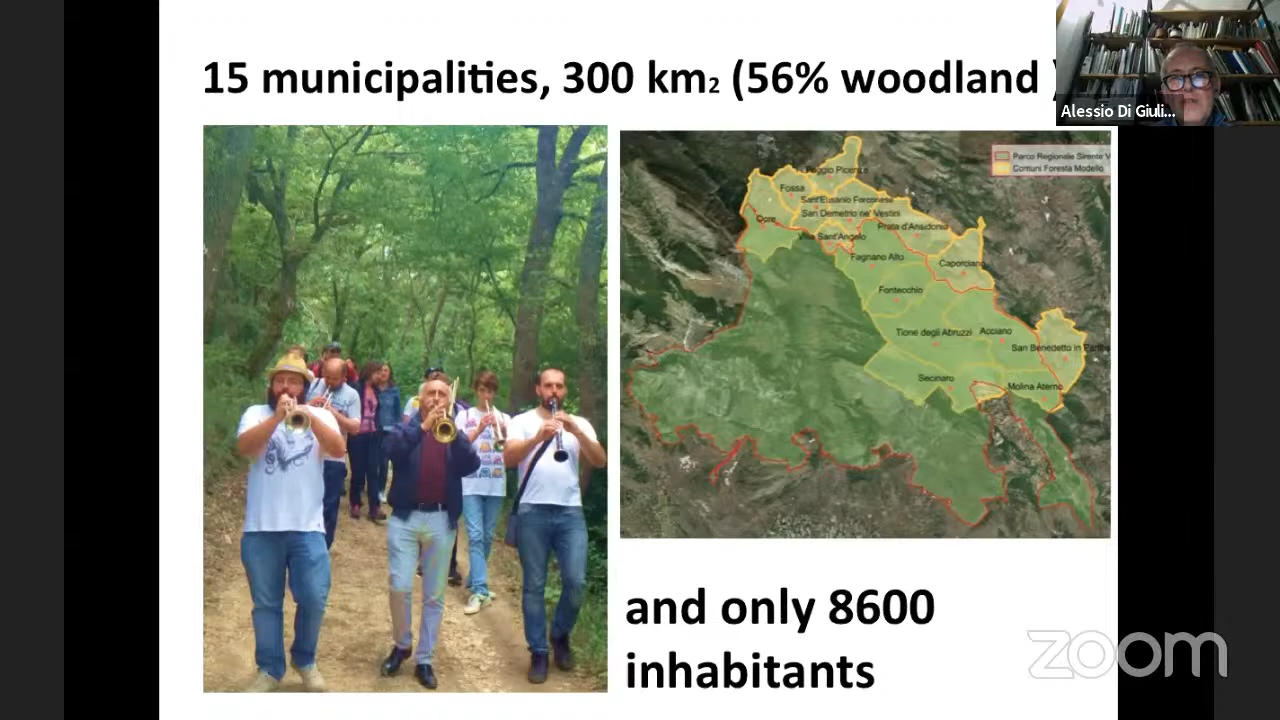 15 municipalities, 300 km2 (56% woodland )
Alessio Di Giuli...
Parco Regionale Sirente V
Comuni Foresta Modello
Poggio Picenze
Fossa
Sant'Eusanio Forconese
Ocre
San Demetrio ne' Vestini
Prata d'Ansidonia
Villa Sant'Angelo
Fagnano Alto
Caporciano
Fontecchio
Tione degli Abruzzi
Acciano
San Benedetto in
Secinaro
Molina Aterno
and only 8600
inhabitants
zoom